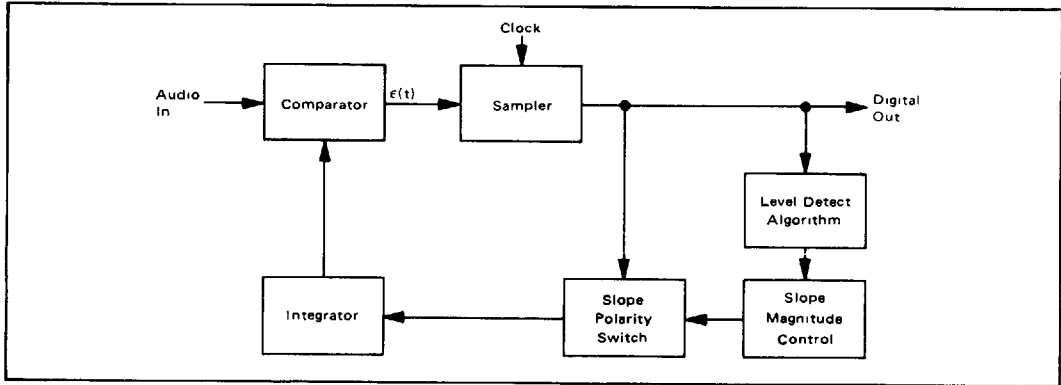 Clock
Audio
In
Comparator
ϵ(t)
Sampler
Digital
Out
Level Detect
Algorithm
Integrator
Slope
Polarity
Switch
Slope
Magnitude
Control